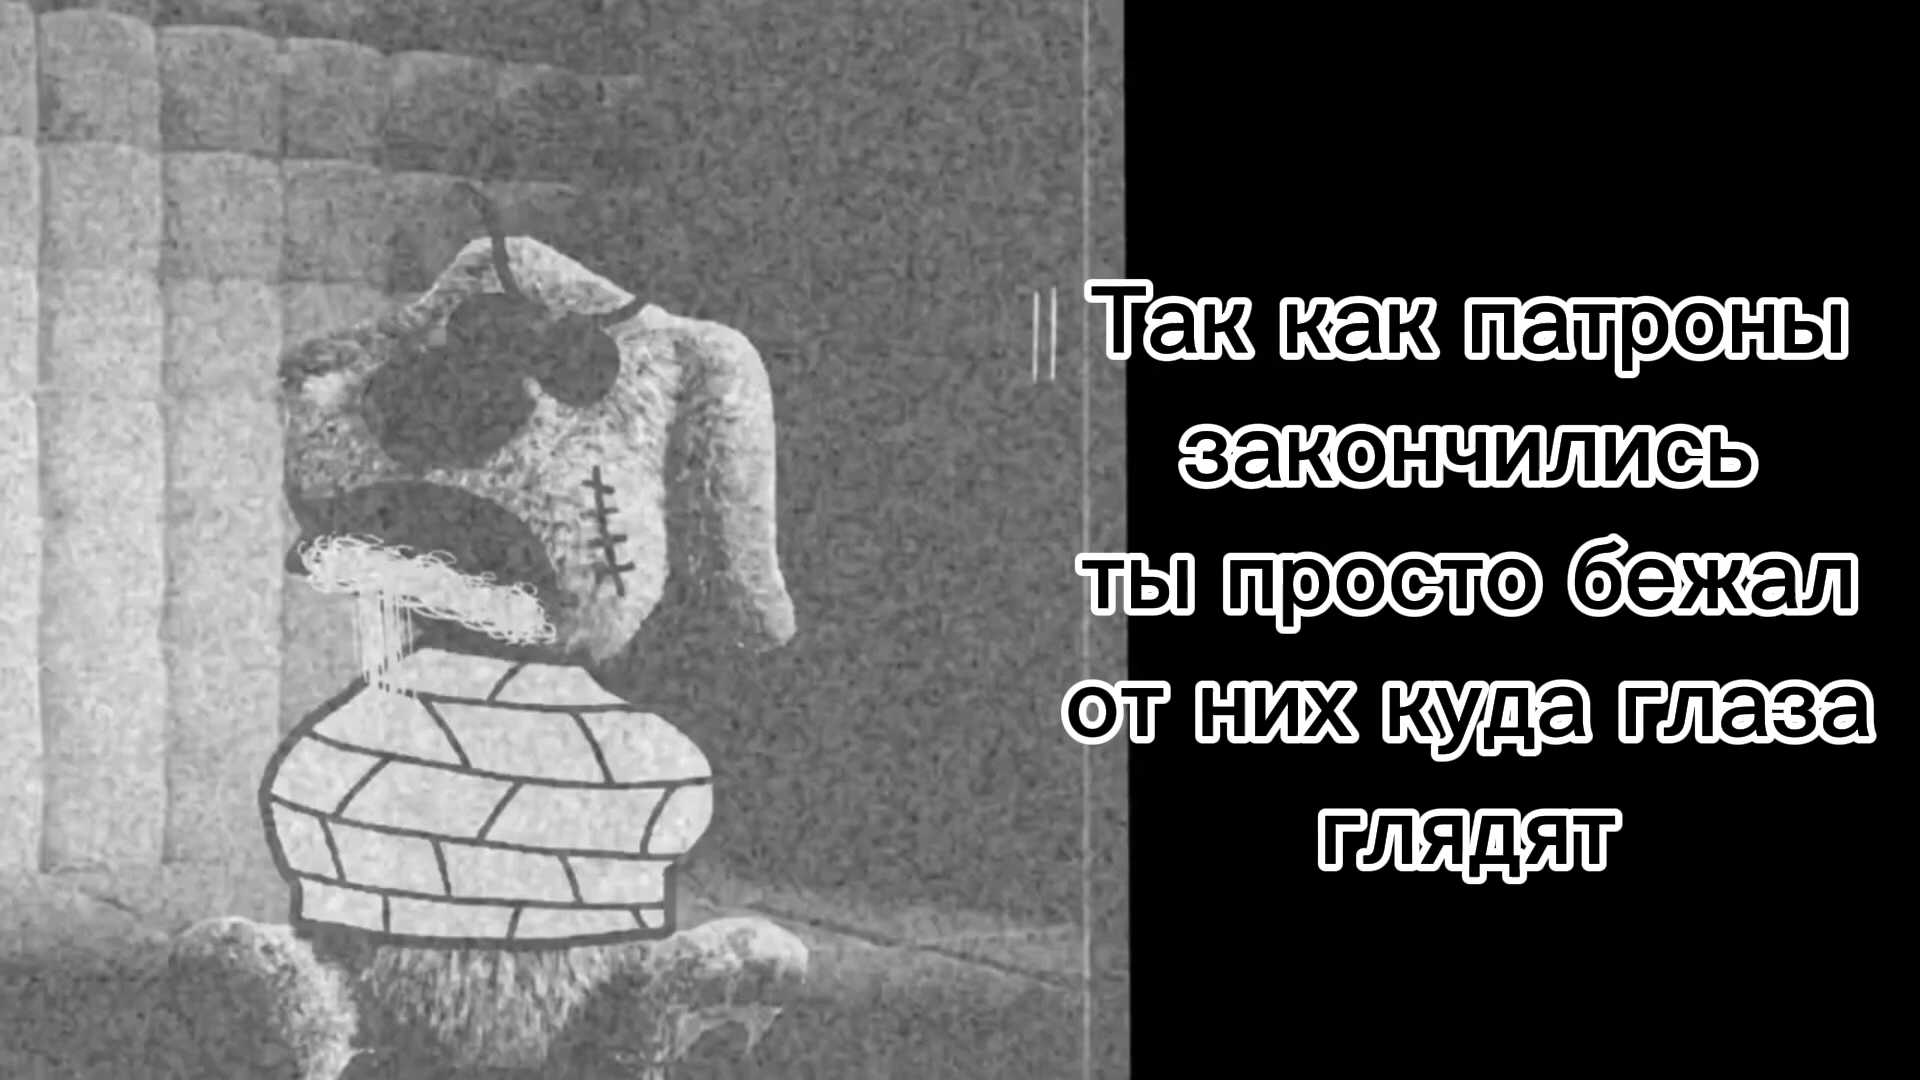 Так как патроны
закончились
ты просто бежал
от них куда глаза
глядят